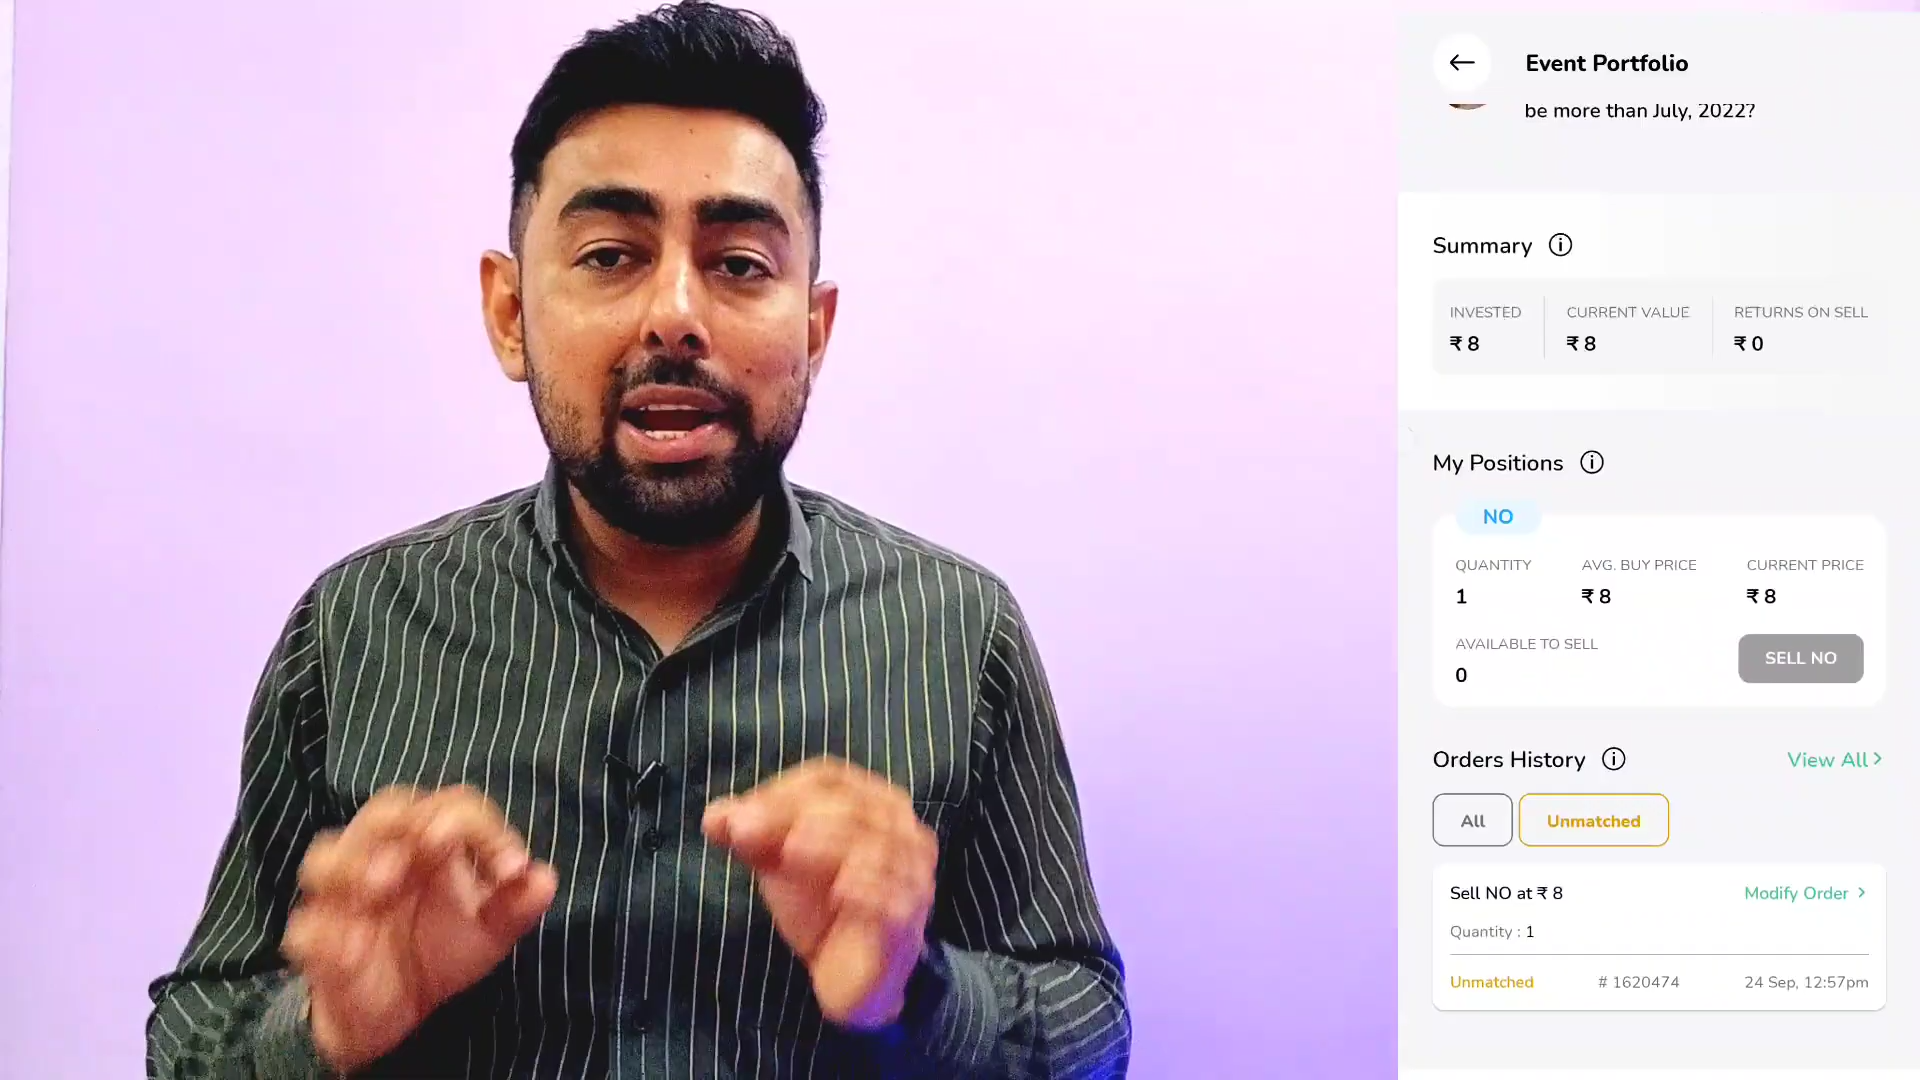 Event Portfolio
be more than July, 2022?
Summary
INVESTED CURRENT VALUE RETURNS ON SELL
₹ 8 ₹ 8 ₹ 0
My Positions
NO
QUANTITY AVG. BUY PRICE CURRENT PRICE
1 ₹ 8 ₹ 8
AVAILABLE TO SELL
0
SELL NO
Orders History View All
All Unmatched
Sell NO at ₹ 8 Modify Order
Quantity : 1
Unmatched # 1620474 24 Sep, 12:57pm